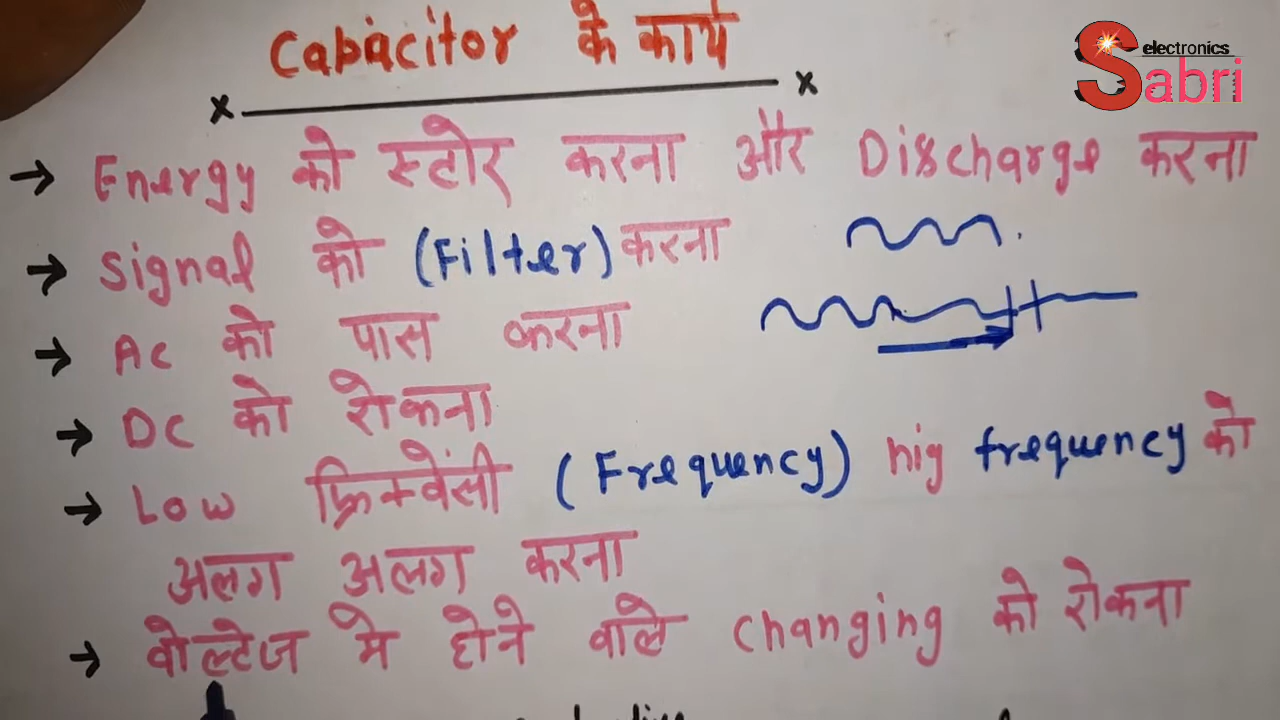 Capacitor के कार्य
electronics
Sabri
→ Energy को स्टोर करना और Discharge करना
→ Signal को (Filter) करना
→ AC को पास करना
→ DC को रोकना
→ Low फ्रिक्वेंसी (Frequency) hig frequency को
अलग अलग करना
→ वोल्टेज मे होने वाले changing को रोकना